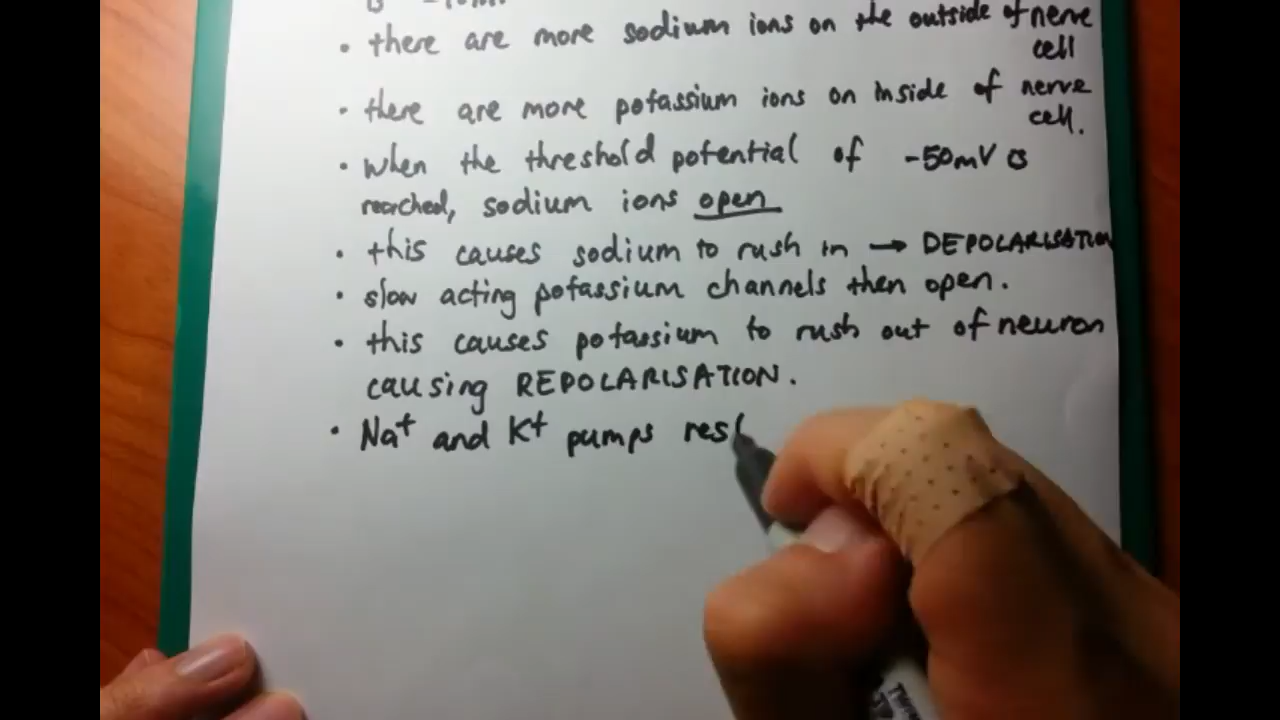 • there are more sodium ions on the outside of nerve
cell
• there are more potassium ions on inside of nerve
cell.
• when the threshold potential of -50mV is
reached, sodium ions open
• this causes sodium to rush in → DEPOLARISATION
• slow acting potassium channels then open.
• this causes potassium to rush out of neuron
causing REPOLARISATION.
• Na+ and K+ pumps res